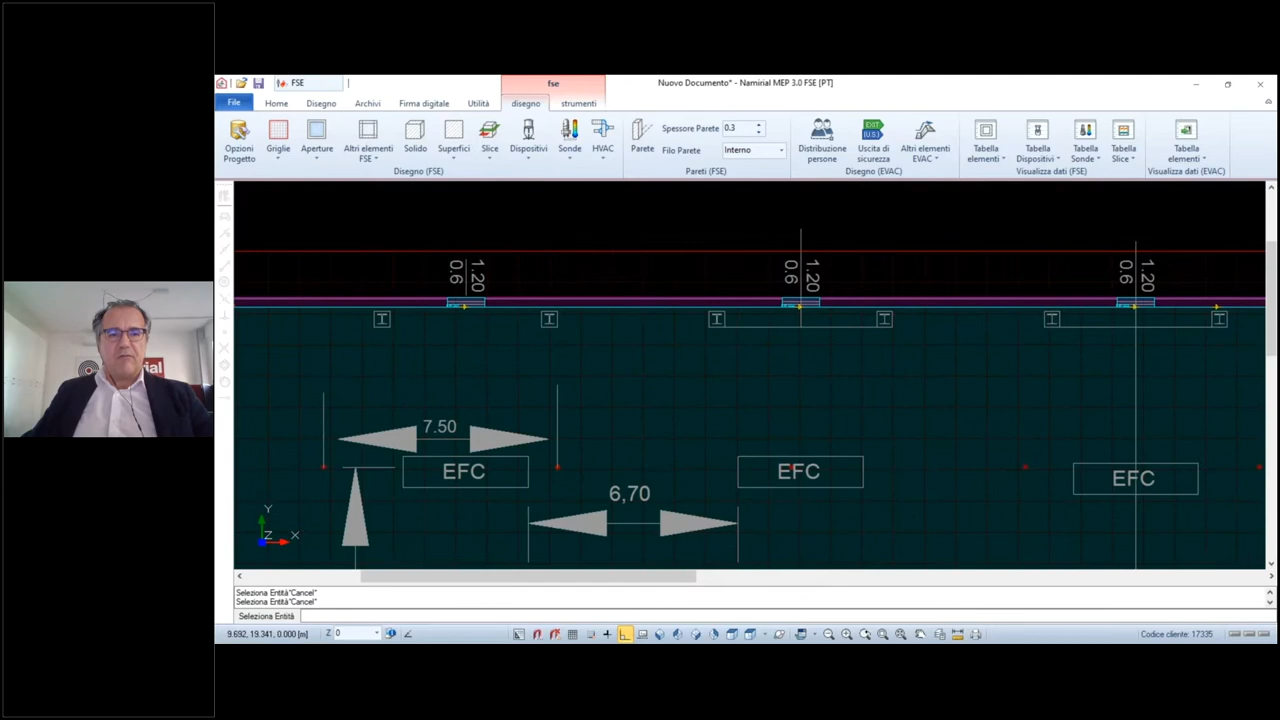 FSE
fse
Nuovo Documento* - Namirial MEP 3.0 FSE [PT]
File Home Disegno Archivi Firma digitale Utilità disegno strumenti
Opzioni Progetto
Griglie
Aperture
Altri elementi FSE
Solido
Superfici
Slice
Dispositivi
Sonde
HVAC
Disegno (FSE)
Parete
Spessore Parete 0.3
Filo Parete Interno
Pareti (FSE)
Distribuzione persone
EXIT (U.S)
Uscita di sicurezza
Altri elementi EVAC
Disegno (EVAC)
Tabella elementi
Tabella Dispositivi
Tabella Sonde
Tabella Slice
Visualizza dati (FSE)
Tabella elementi
Visualizza dati (EVAC)
0.6 1.20
0.6 1.20
0.6 1.20
7.50
EFC
EFC
EFC
6,70
Y
Z X
Seleziona Entità"Cancel"
Seleziona Entità"Cancel"
Seleziona Entità
9.692, 19.341, 0.000 [m] Z 0
Codice cliente: 17335